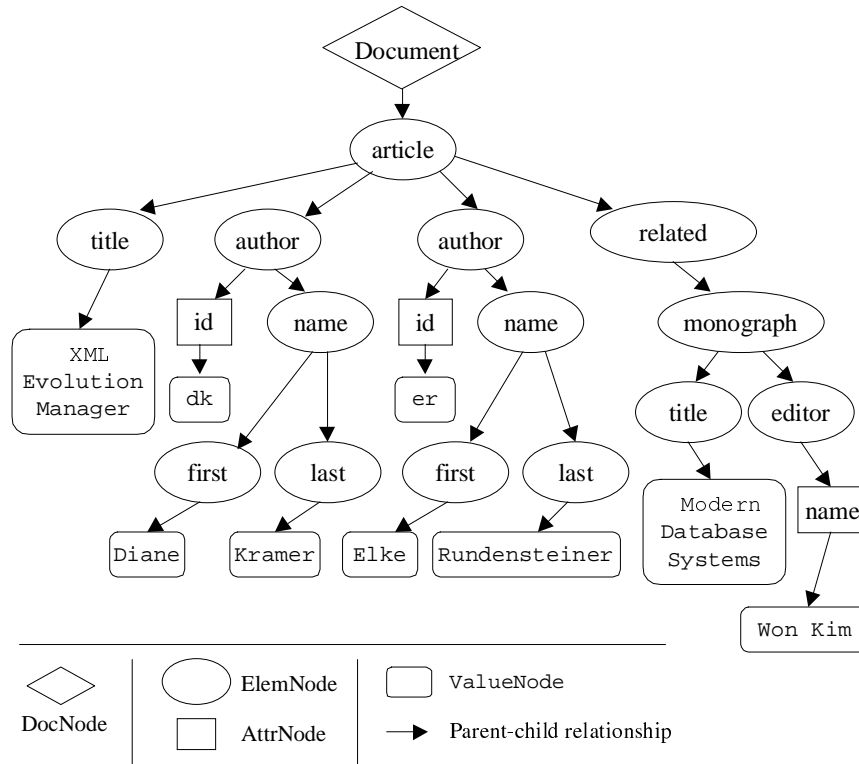 Document
article
title
author
author
related
id
name
id
name
monograph
XML
Evolution
Manager
dk
er
title
editor
first
last
first
last
Modern
Database
Systems
name
Diane
Kramer
Elke
Rundensteiner
Won Kim
DocNode
ElemNode
AttrNode
ValueNode
Parent-child relationship